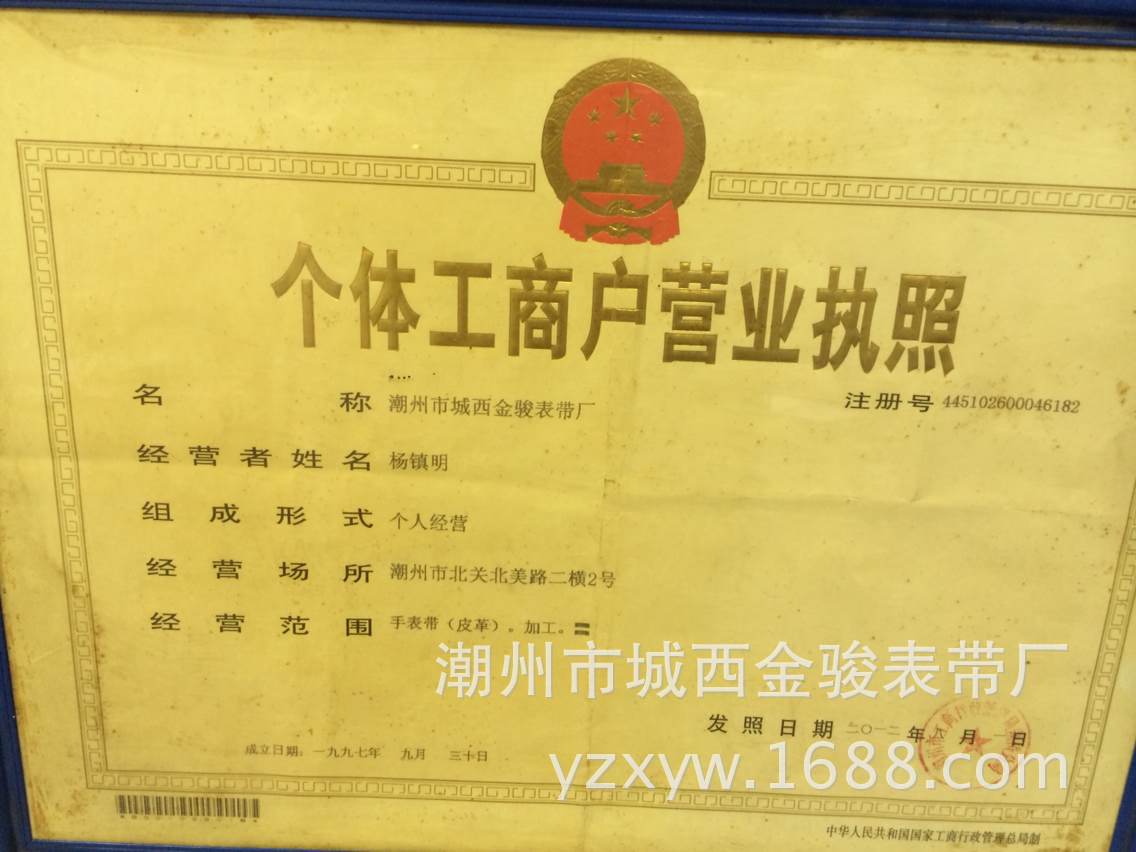 个体工商户营业执照
名称 潮州市城西金骏表带厂
注册号 445102600046182
经营者姓名 杨镇明
组成形式 个人经营
经营场所 潮州市北关北美路二横2号
经营范围 手表带（皮革）。加工。〓
潮州市城西金骏表带厂
发照日期 二〇一二年 月 日
成立日期：一九九七年 九月 三十日
yzxyw.1688.com
中华人民共和国国家工商行政管理总局制